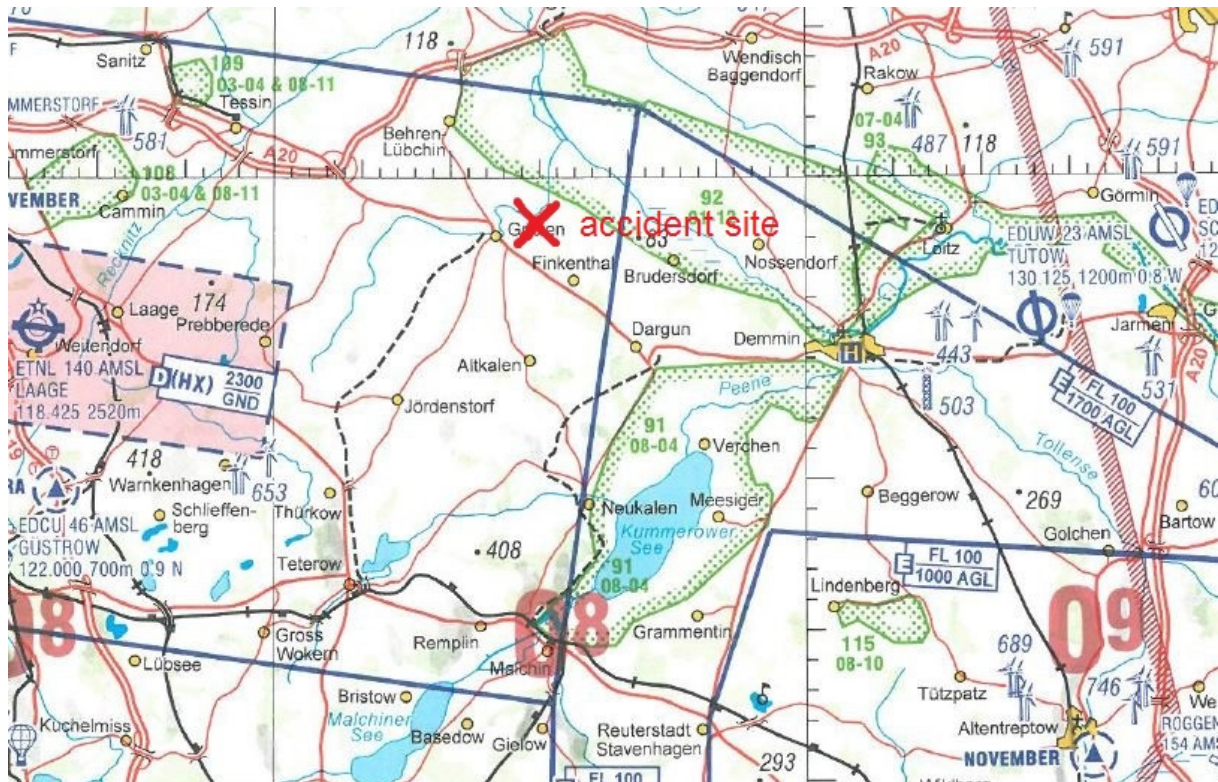 118
Wendisch
Baggendorf
A20
591
Sanitz
109
03-04 & 08-11
Tessin
Rakow
MMERSTORF
581
07-04
93
487
118
591
Behren-
Lübchin
A20
108
03-04 & 08-11
VEMBER
Cammin
92
Görmin
accident site
83
EDUW 23 AMSL
TUTOW
130.125 1200m 0.8 W
Loitz
Recknitz
Finkenthal
Brudersdorf
Nossendorf
174
Laage
Prebberede
Dargun
Demmin
H
Jarmen
Weitendorf
ETNL 140 AMSL
LAAGE
118.425 2520m
D(HX) 2300
GND
Altkalen
Peene
443
531
A20
503
E FL 100
1700 AGL
Jördenstorf
91
08-04
Verchen
Tollense
418
Warnkenhagen
653
Schlieffen-
berg
Thürkow
Neukalen
Meesiger
Beggerow
269
Bartow
Golchen
EDCU 46 AMSL
GÜSTROW
122.000 700m 0.9 N
Kummerower
See
408
91
08-04
E FL 100
1000 AGL
Teterow
Lindenberg
08
08
09
Gross
Wokern
Remplin
Malchin
Grammentin
115
08-10
689
Lübsee
Tützpatz
746
Bristow
Malchiner
See
Basedow
Gielow
Reuterstadt
Stavenhagen
Altentreptow
Kuchelmiss
NOVEMBER
154 AMS
293
FL 100